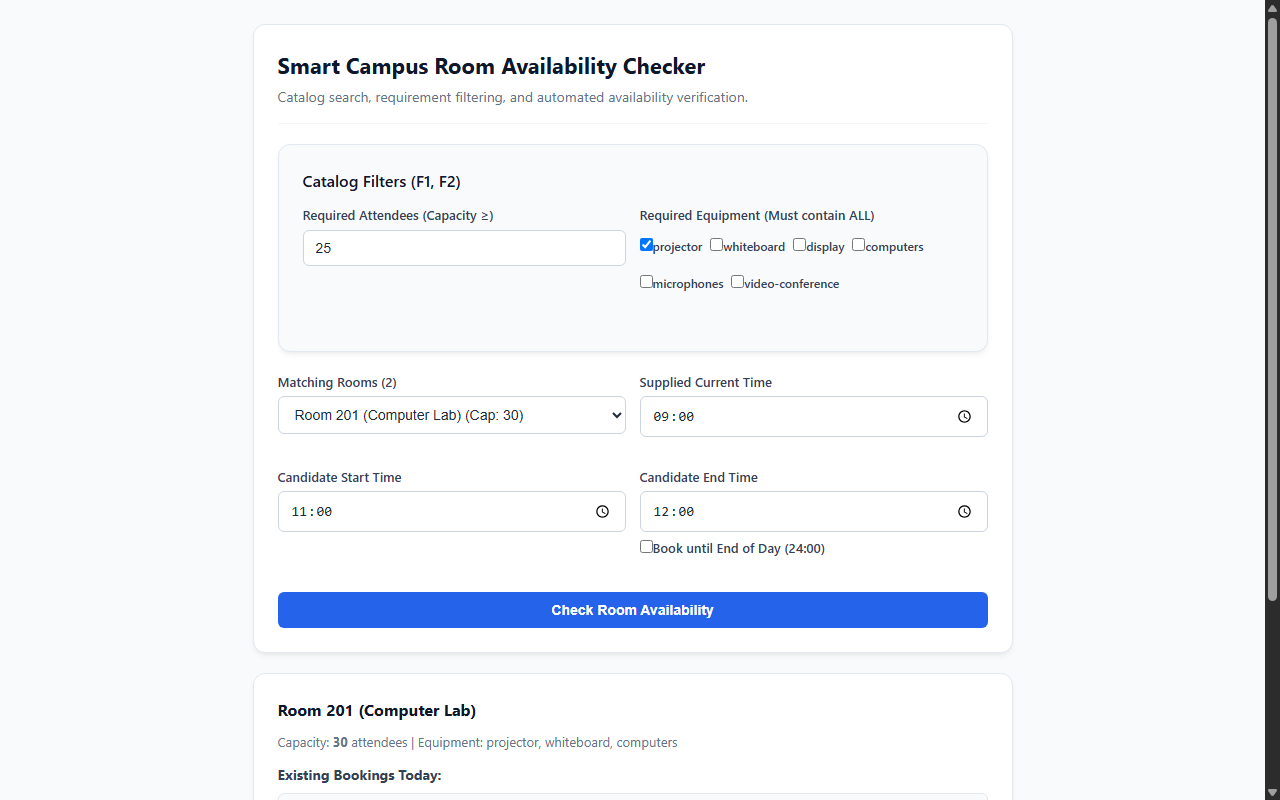 Smart Campus Room Availability Checker
Catalog search, requirement filtering, and automated availability verification.
Catalog Filters (F1, F2)
Required Attendees (Capacity ≥)
25
Required Equipment (Must contain ALL)
projector whiteboard display computers
microphones video-conference
Matching Rooms (2)
Room 201 (Computer Lab) (Cap: 30)
Supplied Current Time
09:00
Candidate Start Time
11:00
Candidate End Time
12:00
Book until End of Day (24:00)
Check Room Availability
Room 201 (Computer Lab)
Capacity: 30 attendees | Equipment: projector, whiteboard, computers
Existing Bookings Today: